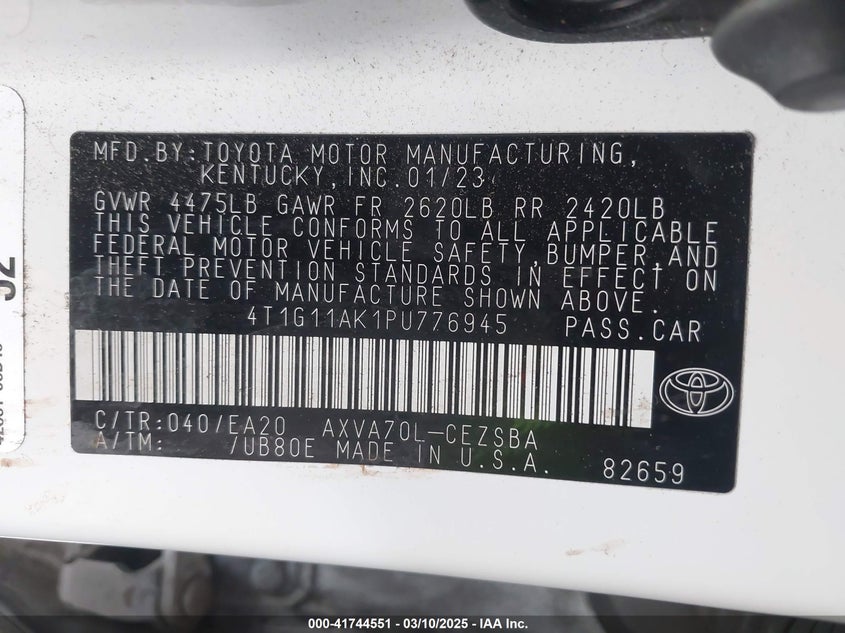 MFD.BY:TOYOTA MOTOR MANUFACTURING,
KENTUCKY,INC.01/23
GVWR 4475LB GAWR FR 2620LB RR 2420LB
THIS VEHICLE CONFORMS TO ALL APPLICABLE
FEDERAL MOTOR VEHICLE SAFETY,BUMPER,AND
THEFT PREVENTION STANDARDS IN EFFECT ON
THE DATE OF MANUFACTURE SHOWN ABOVE.
4T1G11AK1PU776945 PASS.CAR
C/TR:040/EA20 AXVA70L-CEZSBA
A/TM: /UB80E MADE IN U.S.A.
82659
000-41744551 / 03/10/2025 - IAA Inc.